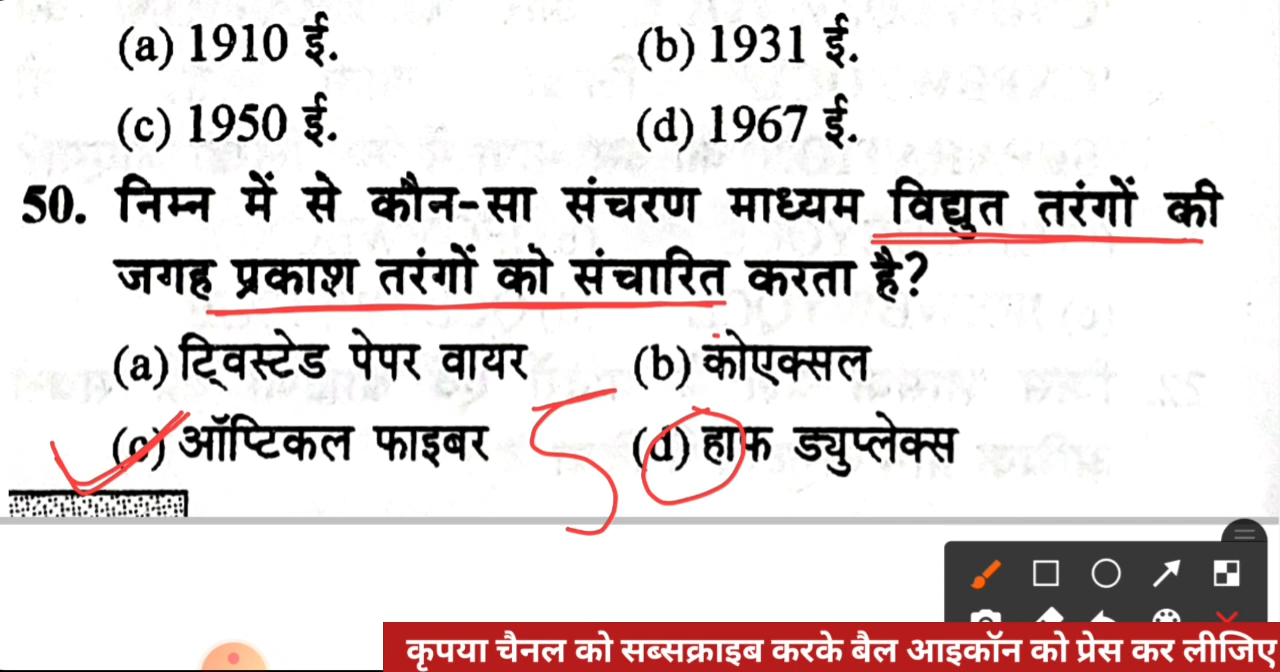 (a) 1910 ई. (b) 1931 ई.
(c) 1950 ई. (d) 1967 ई.
50. निम्न में से कौन-सा संचरण माध्यम विद्युत तरंगों की
जगह प्रकाश तरंगों को संचारित करता है?
(a) ट्विस्टेड पेपर वायर (b) कोएक्सल
(c) ऑप्टिकल फाइबर (d) हाफ ड्युप्लेक्स
50
कृपया चैनल को सब्सक्राइब करके बैल आइकॉन को प्रेस कर लीजिए